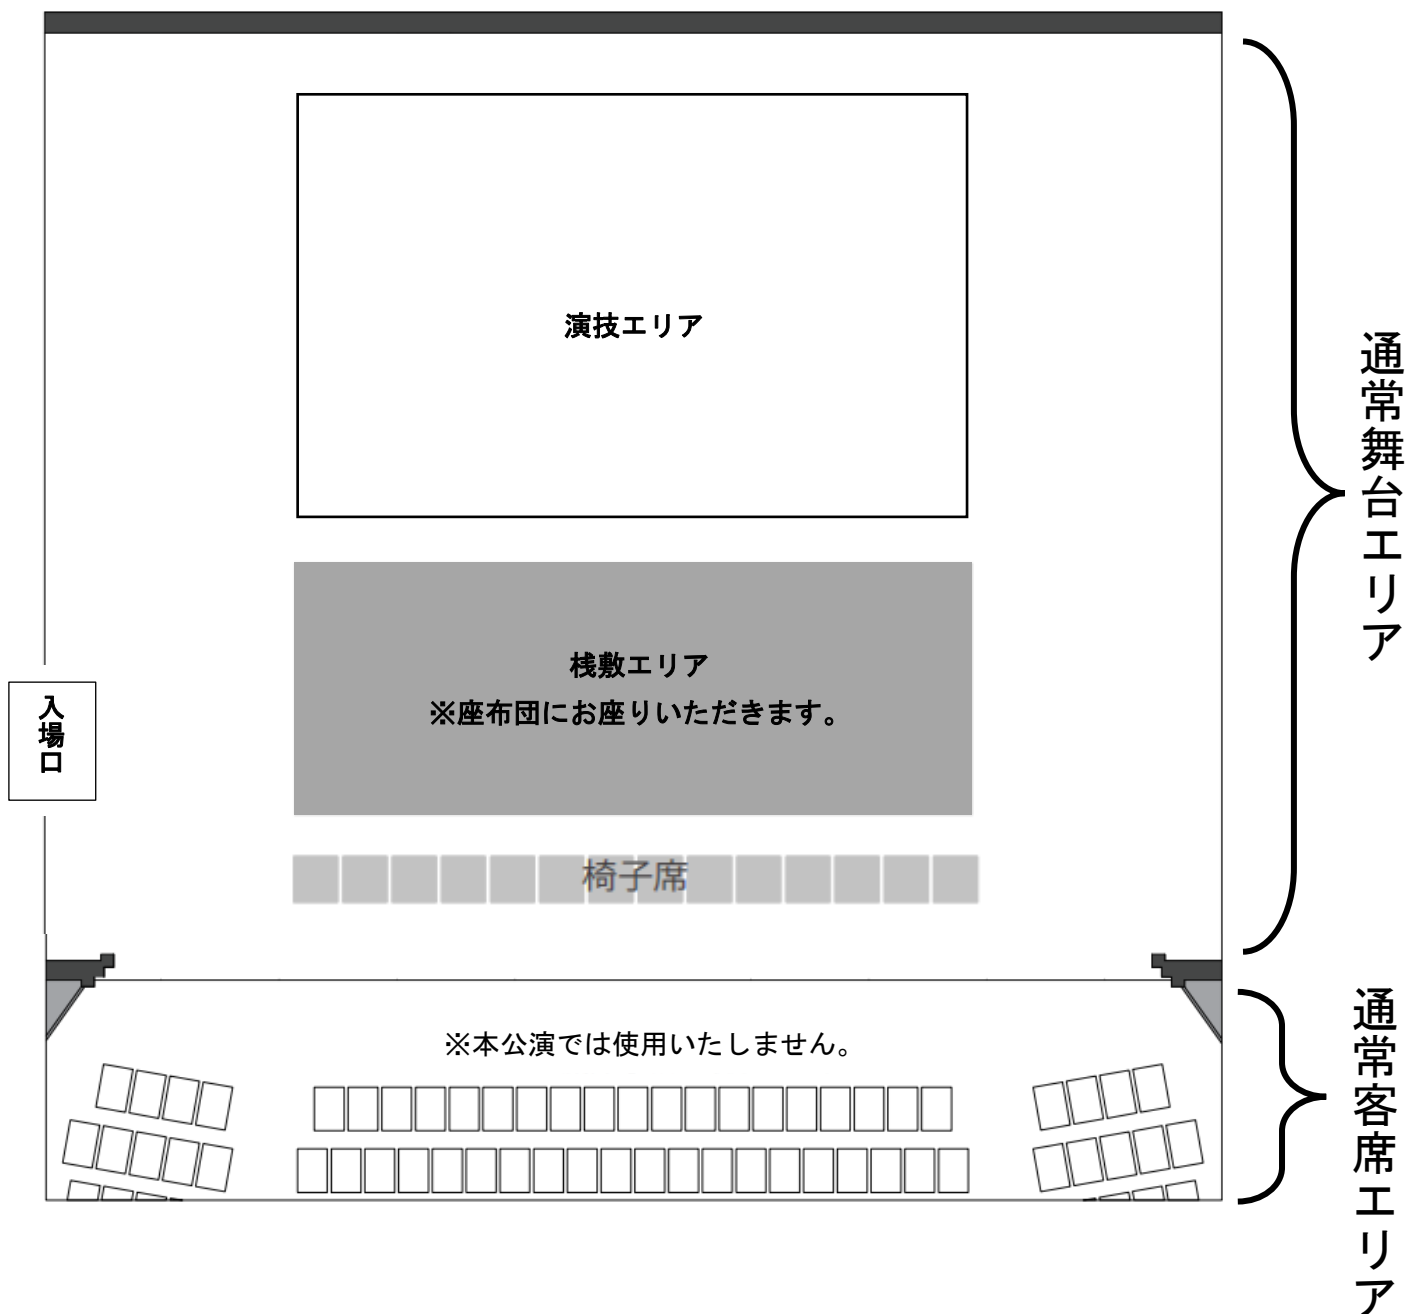 演技エリア
通常舞台エリア
桟敷エリア
※座布団にお座りいただきます。
入場口
椅子席
※本公演では使用いたしません。
通常客席エリア